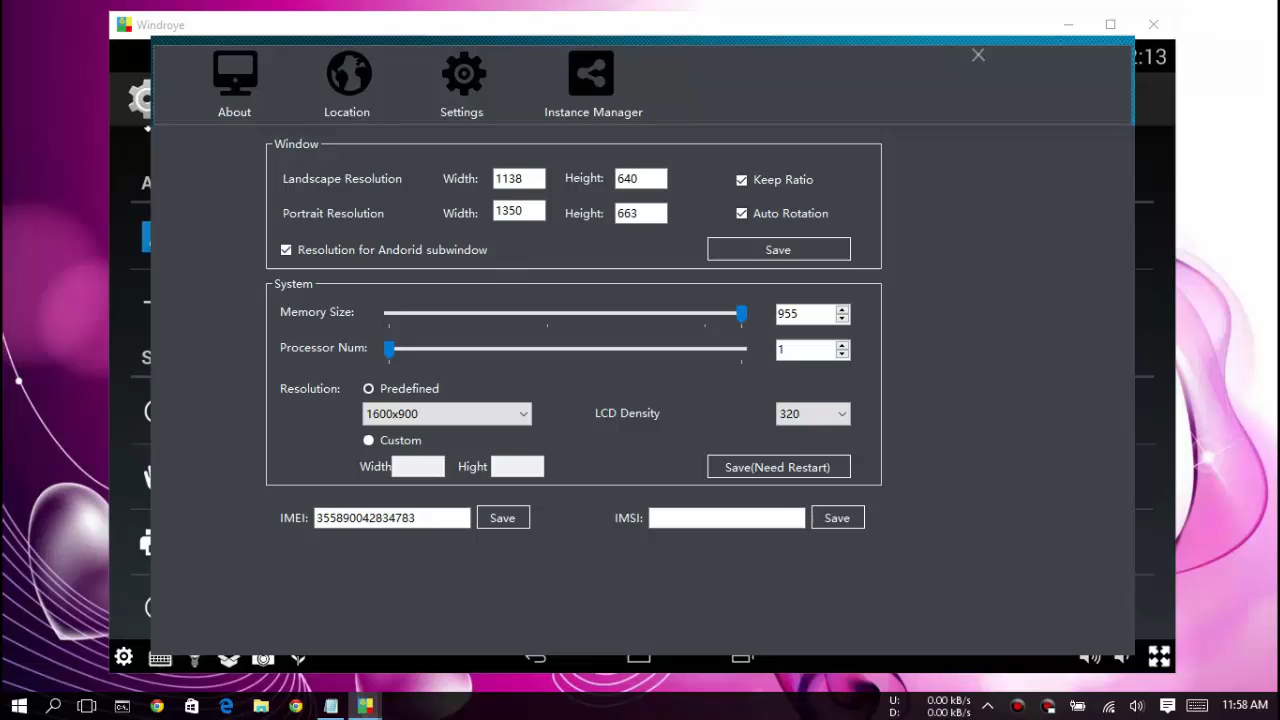 Windroye
:13
About Location Settings Instance Manager
Window
Landscape Resolution Width: 1138 Height: 640 Keep Ratio
Portrait Resolution Width: 1350 Height: 663 Auto Rotation
Resolution for Andorid subwindow Save
System
Memory Size: 955
Processor Num: 1
Resolution: Predefined
1600x900 LCD Density 320
Custom
Width Hight Save(Need Restart)
IMEI: 355890042834783 Save IMSI: Save
U: 0.00 kB/s
D: 0.00 kB/s
11:58 AM